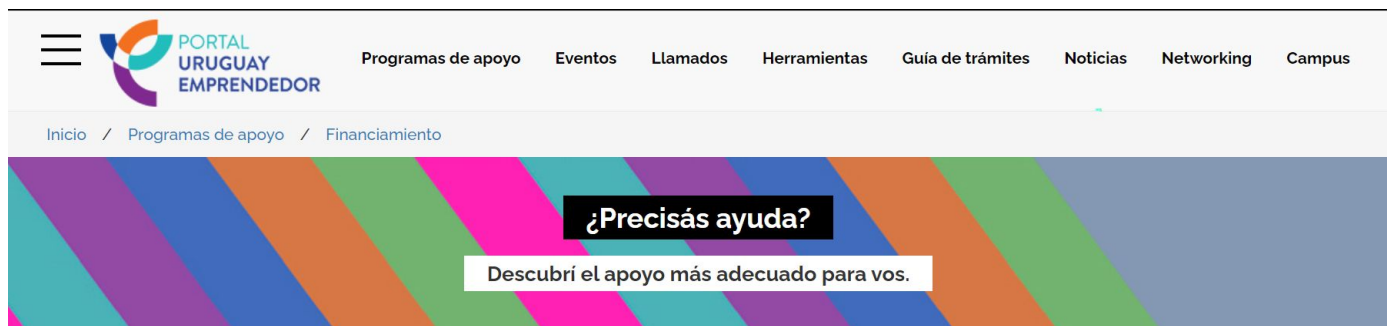 PORTAL
URUGUAY
EMPRENDEDOR
Programas de apoyo Eventos Llamados Herramientas Guía de trámites Noticias Networking Campus
Inicio / Programas de apoyo / Financiamiento
¿Precisás ayuda?
Descubrí el apoyo más adecuado para vos.